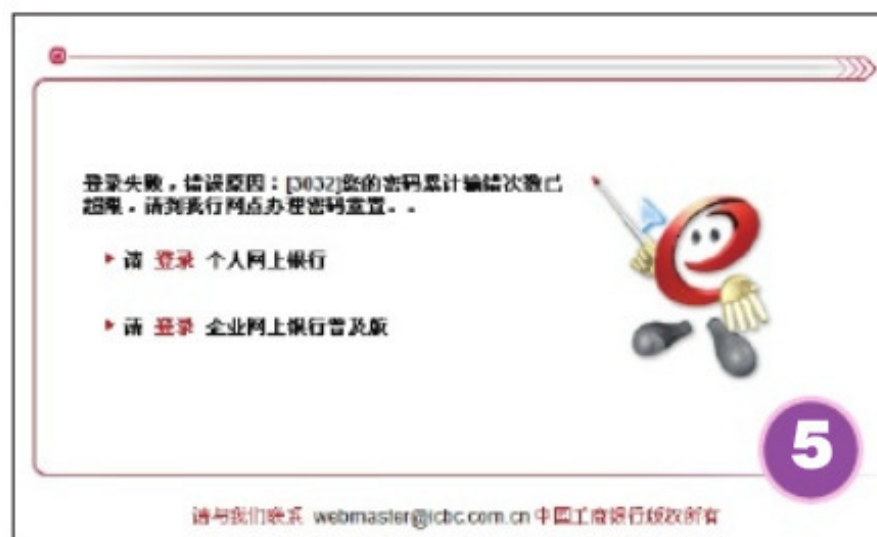 登录失败，错误原因：[3032]您的密码累计输错次数已
超限，请到我行网点办理密码重置。。
请 登录 个人网上银行
请 登录 企业网上银行普及版
5
请与我们联系 webmaster@icbc.com.cn 中国工商银行版权所有